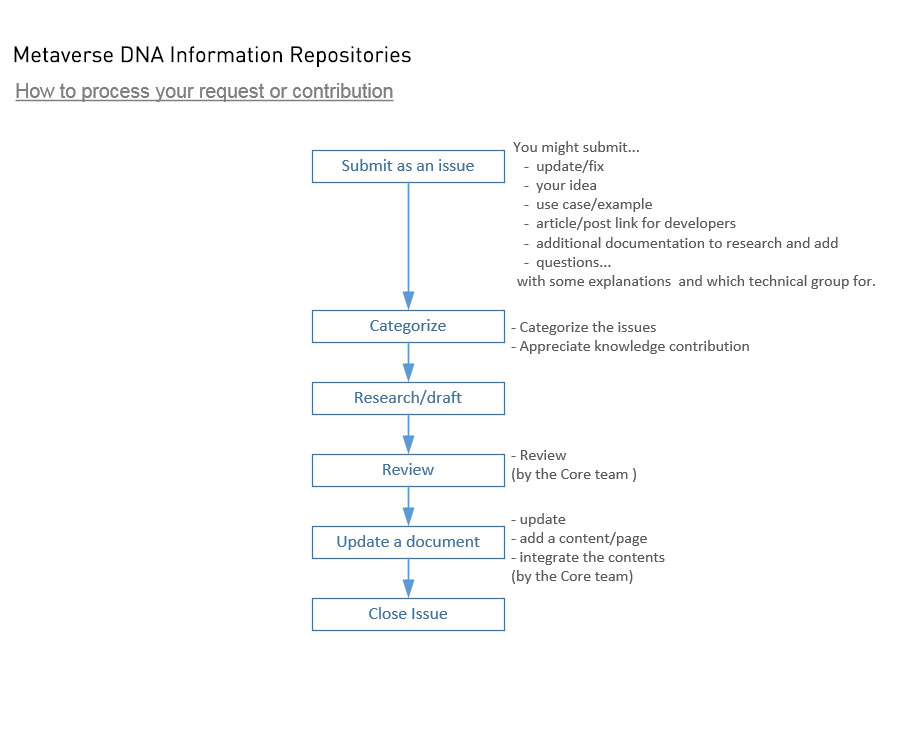 Metaverse DNA Information Repositories
How to process your request or contribution
Submit as an issue
You might submit...
- update/fix
- your idea
- use case/example
- article/post link for developers
- additional documentation to research and add
- questions...
with some explanations and which technical group for.
Categorize
- Categorize the issues
- Appreciate knowledge contribution
Research/draft
Review
- Review
(by the Core team )
Update a document
- update
- add a content/page
- integrate the contents
(by the Core team)
Close Issue